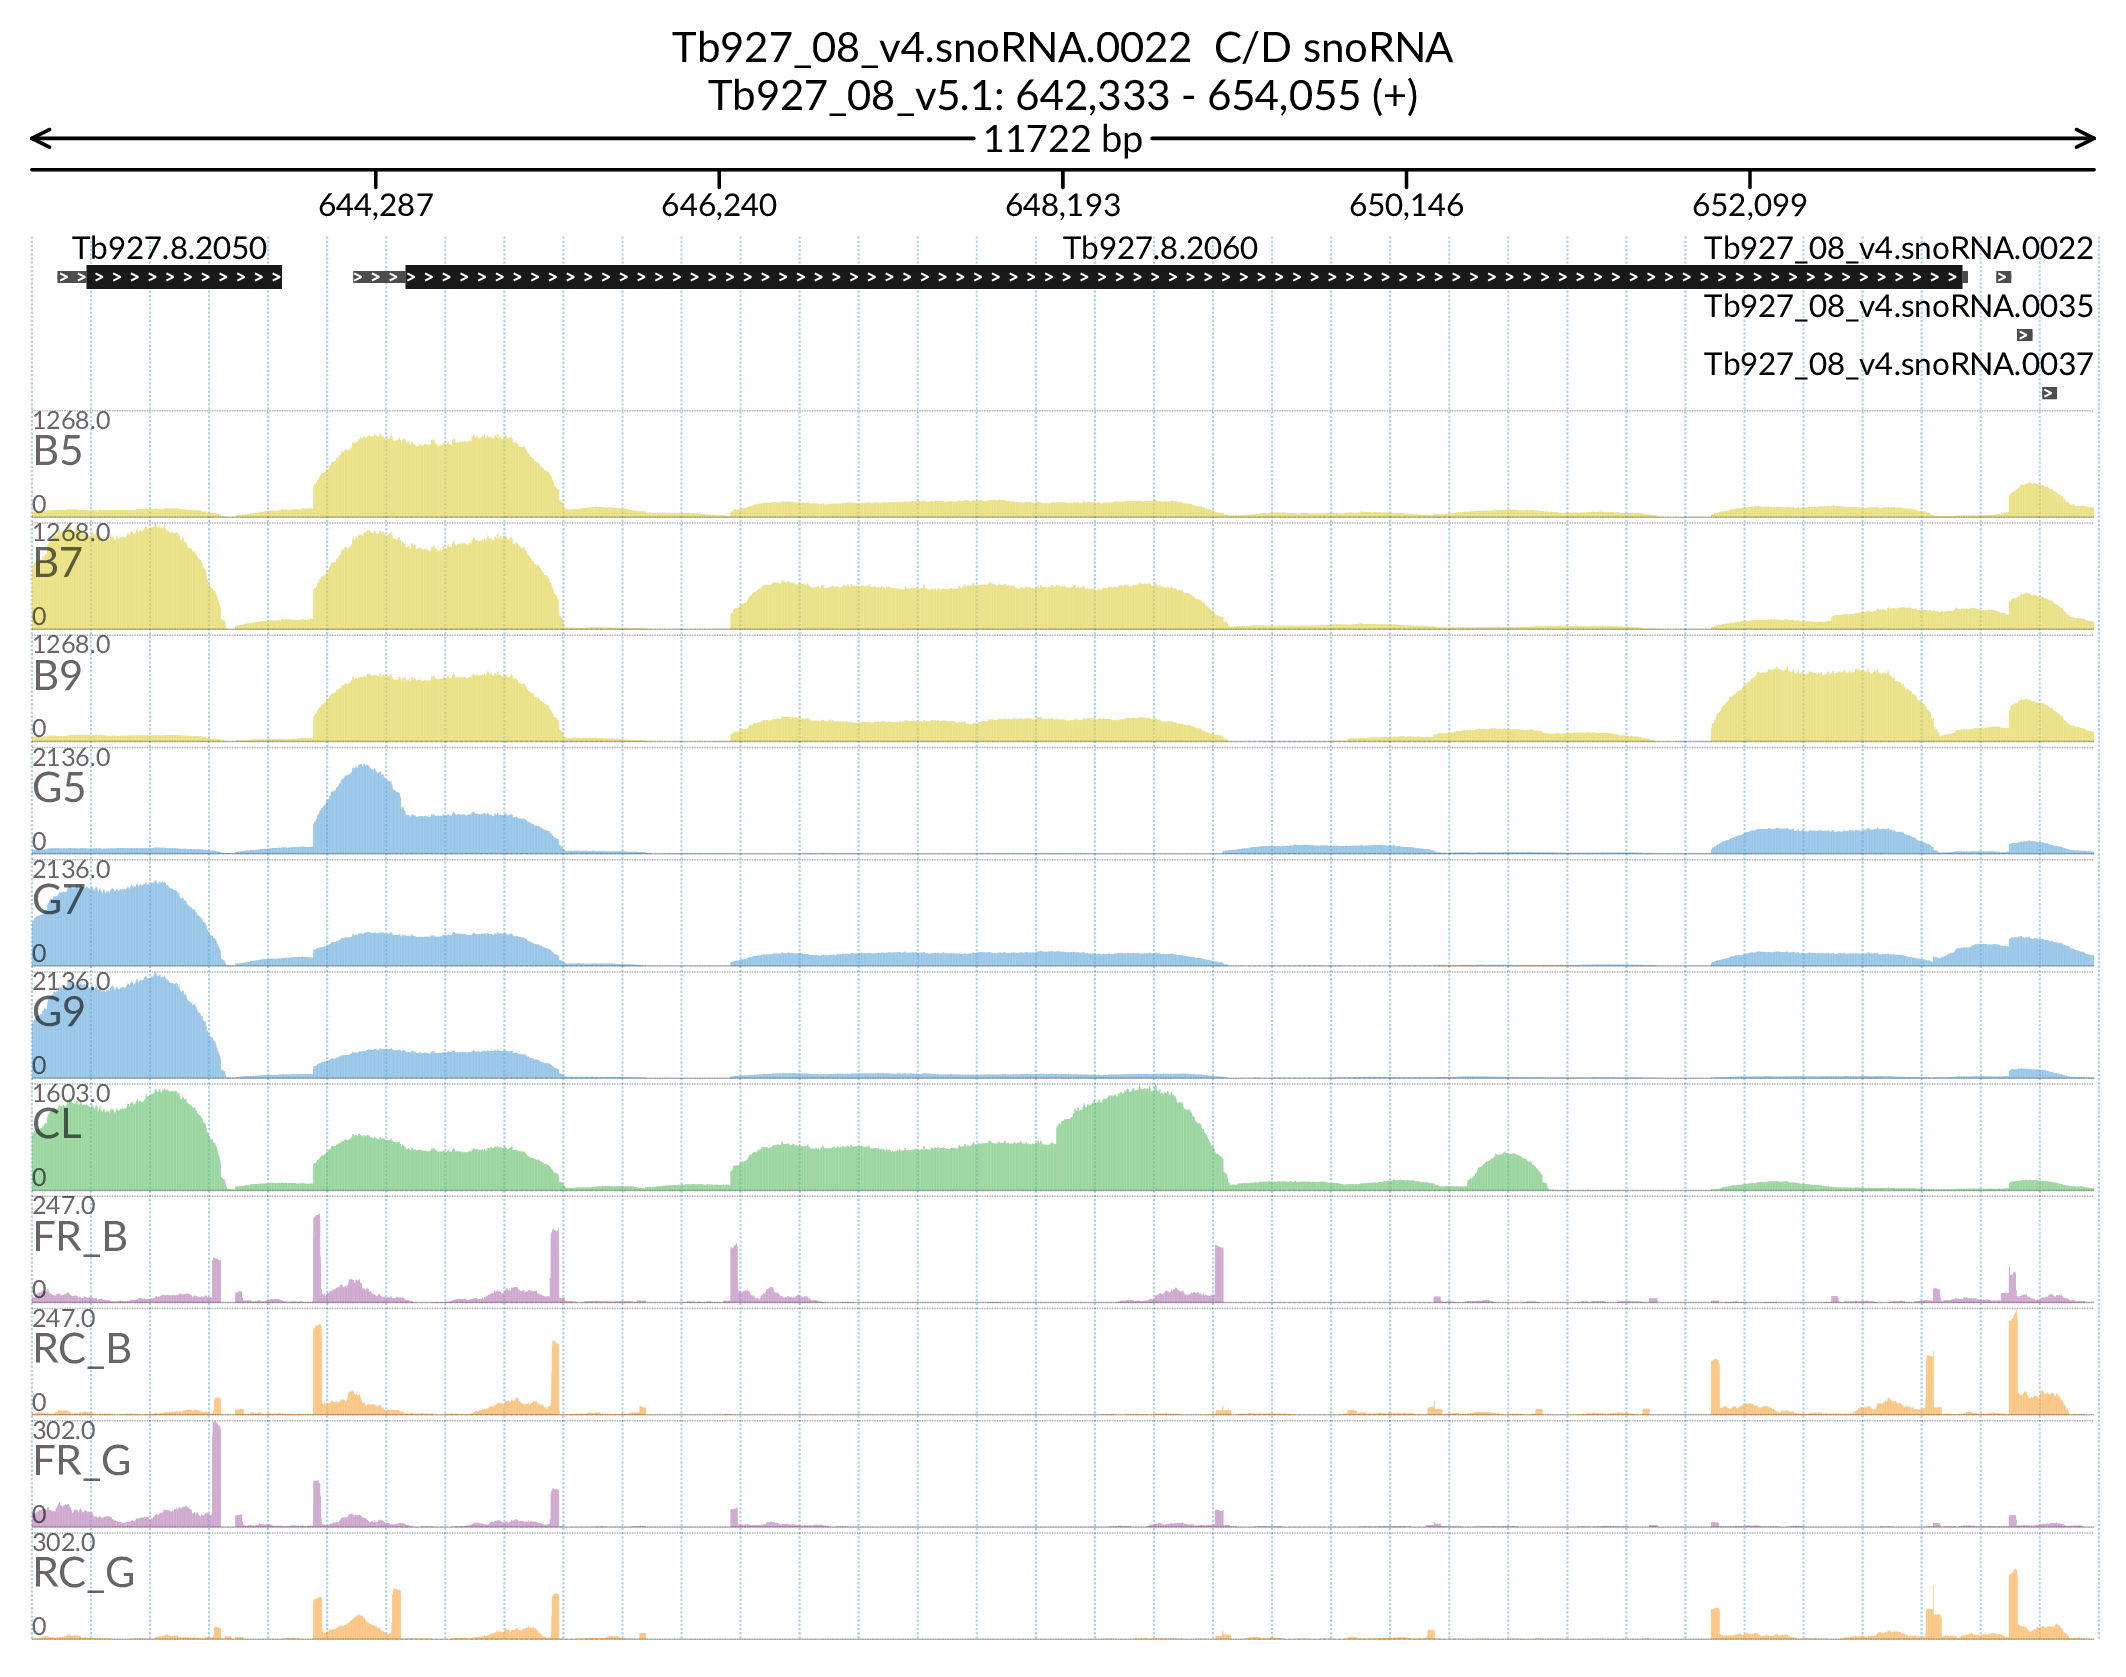 Tb927_08_v4.snoRNA.0022  C/D snoRNA
Tb927_08_v5.1: 642,333 - 654,055 (+)
11722 bp
644,287 646,240 648,193 650,146 652,099
Tb927.8.2050 Tb927.8.2060 Tb927_08_v4.snoRNA.0022
Tb927_08_v4.snoRNA.0035
Tb927_08_v4.snoRNA.0037
1268.0
B5
0
1268.0
B7
0
1268.0
B9
0
2136.0
G5
0
2136.0
G7
0
2136.0
G9
0
1603.0
CL
0
247.0
FR_B
0
247.0
RC_B
0
302.0
FR_G
0
302.0
RC_G
0